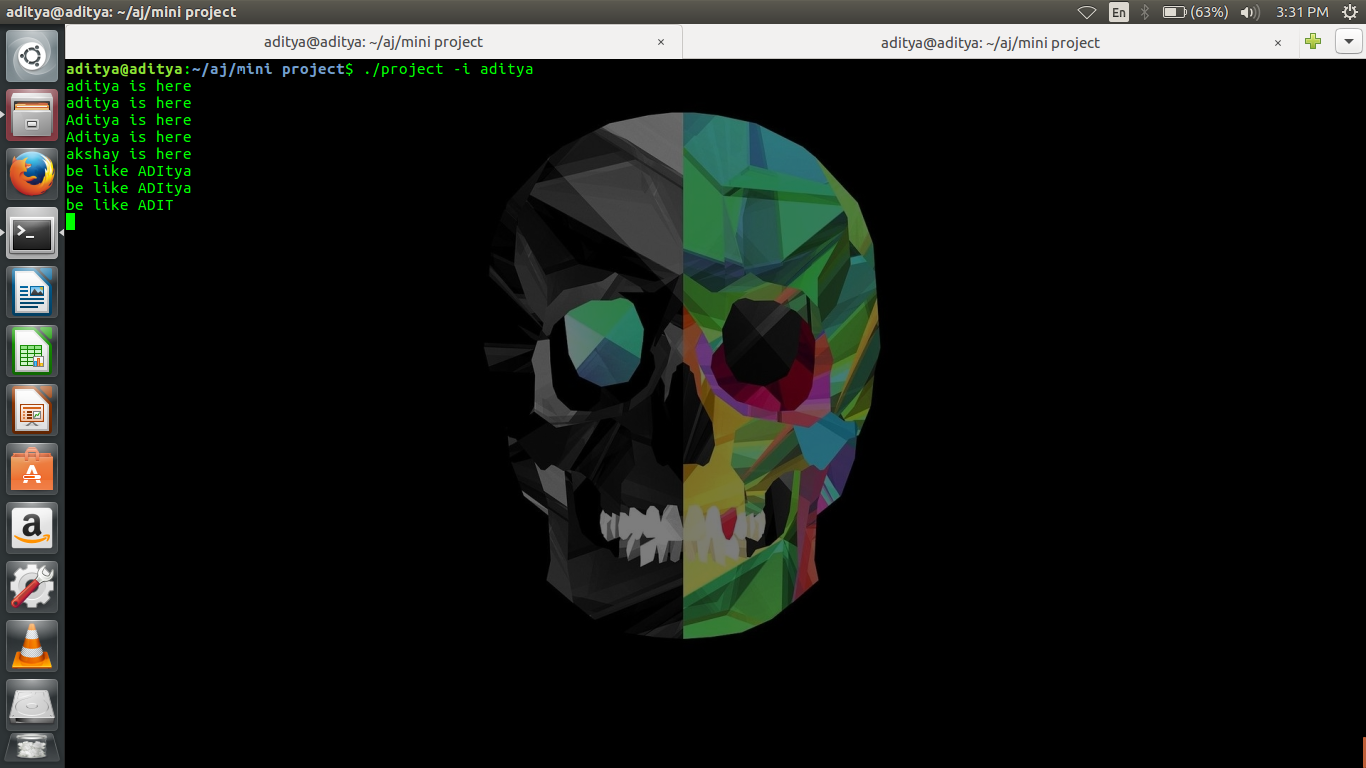 aditya@aditya: ~/aj/mini project
En
(63%)
3:31 PM
aditya@aditya: ~/aj/mini project × aditya@aditya: ~/aj/mini project ×
aditya@aditya:~/aj/mini project$ ./project -i aditya
aditya is here
aditya is here
Aditya is here
Aditya is here
akshay is here
be like ADItya
be like ADItya
be like ADIT